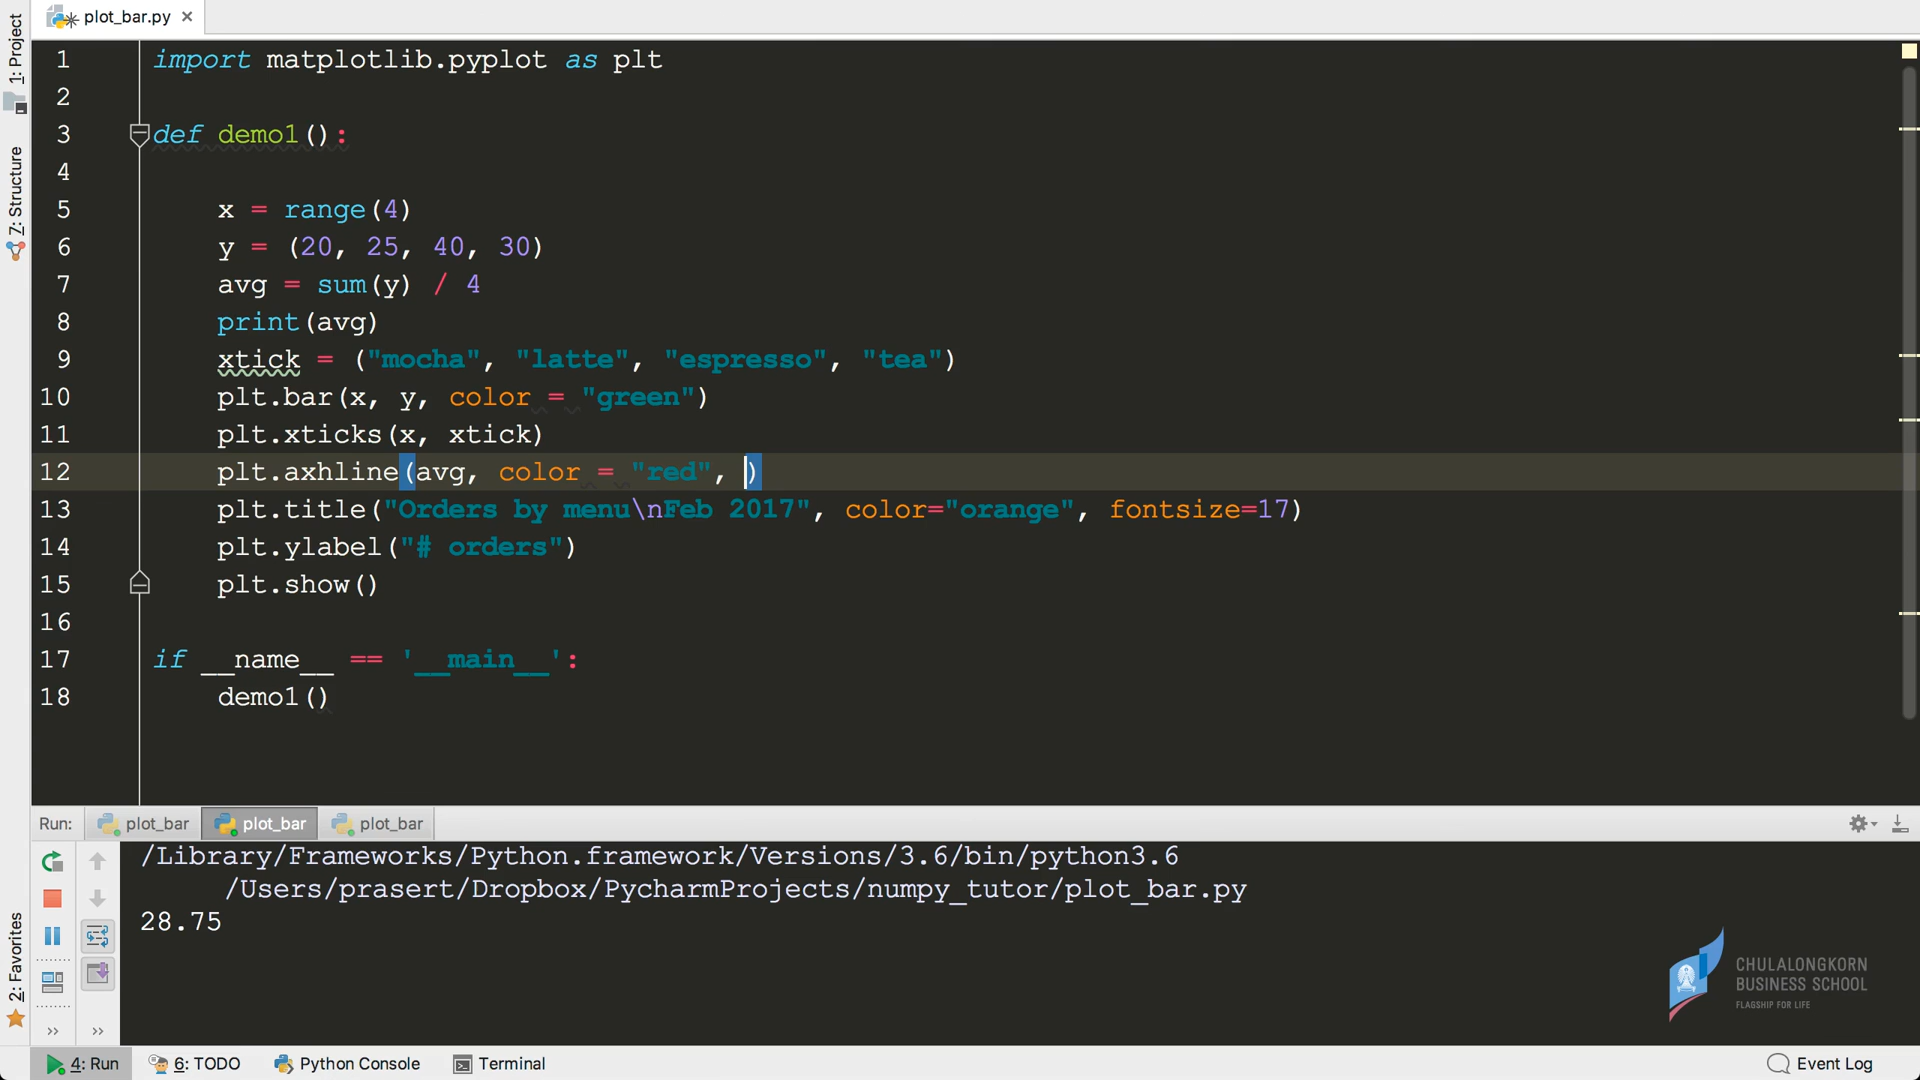 plot_bar.py
1: Project
7: Structure
2: Favorites
1 import matplotlib.pyplot as plt
2
3 def demo1():
4
5 x = range(4)
6 y = (20, 25, 40, 30)
7 avg = sum(y) / 4
8 print(avg)
9 xtick = ("mocha", "latte", "espresso", "tea")
10 plt.bar(x, y, color = "green")
11 plt.xticks(x, xtick)
12 plt.axhline(avg, color = "red", )
13 plt.title("Orders by menu\nFeb 2017", color="orange", fontsize=17)
14 plt.ylabel("# orders")
15 plt.show()
16
17 if __name__ == '__main__':
18 demo1()
Run: plot_bar plot_bar plot_bar
/Library/Frameworks/Python.framework/Versions/3.6/bin/python3.6
/Users/prasert/Dropbox/PycharmProjects/numpy_tutor/plot_bar.py
28.75
CHULALONGKORN
BUSINESS SCHOOL
FLAGSHIP FOR LIFE
4: Run 6: TODO Python Console Terminal Event Log